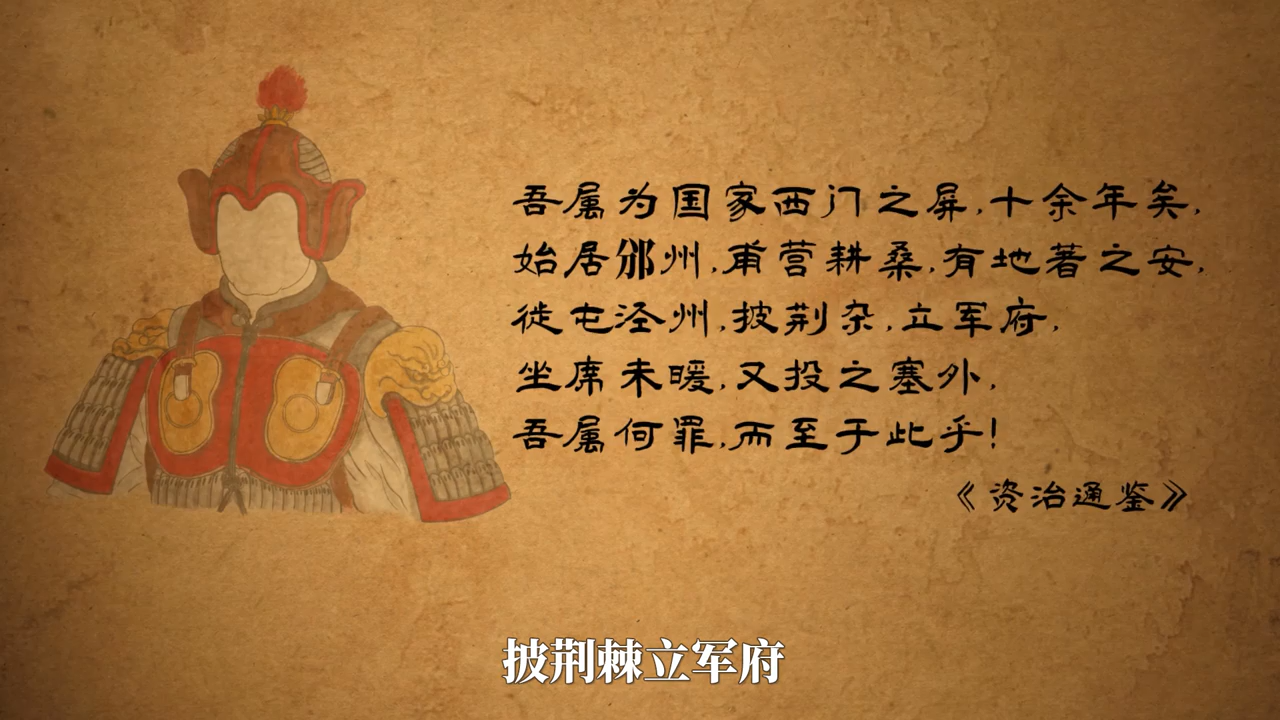 吾属为国家西门之屏,十余年矣,
始居邠州,甫营耕桑,有地著之安,
徙屯泾州,披荆杂,立军府,
坐席未暖,又投之塞外,
吾属何罪,而至于此乎!
《资治通鉴》
披荆棘立军府